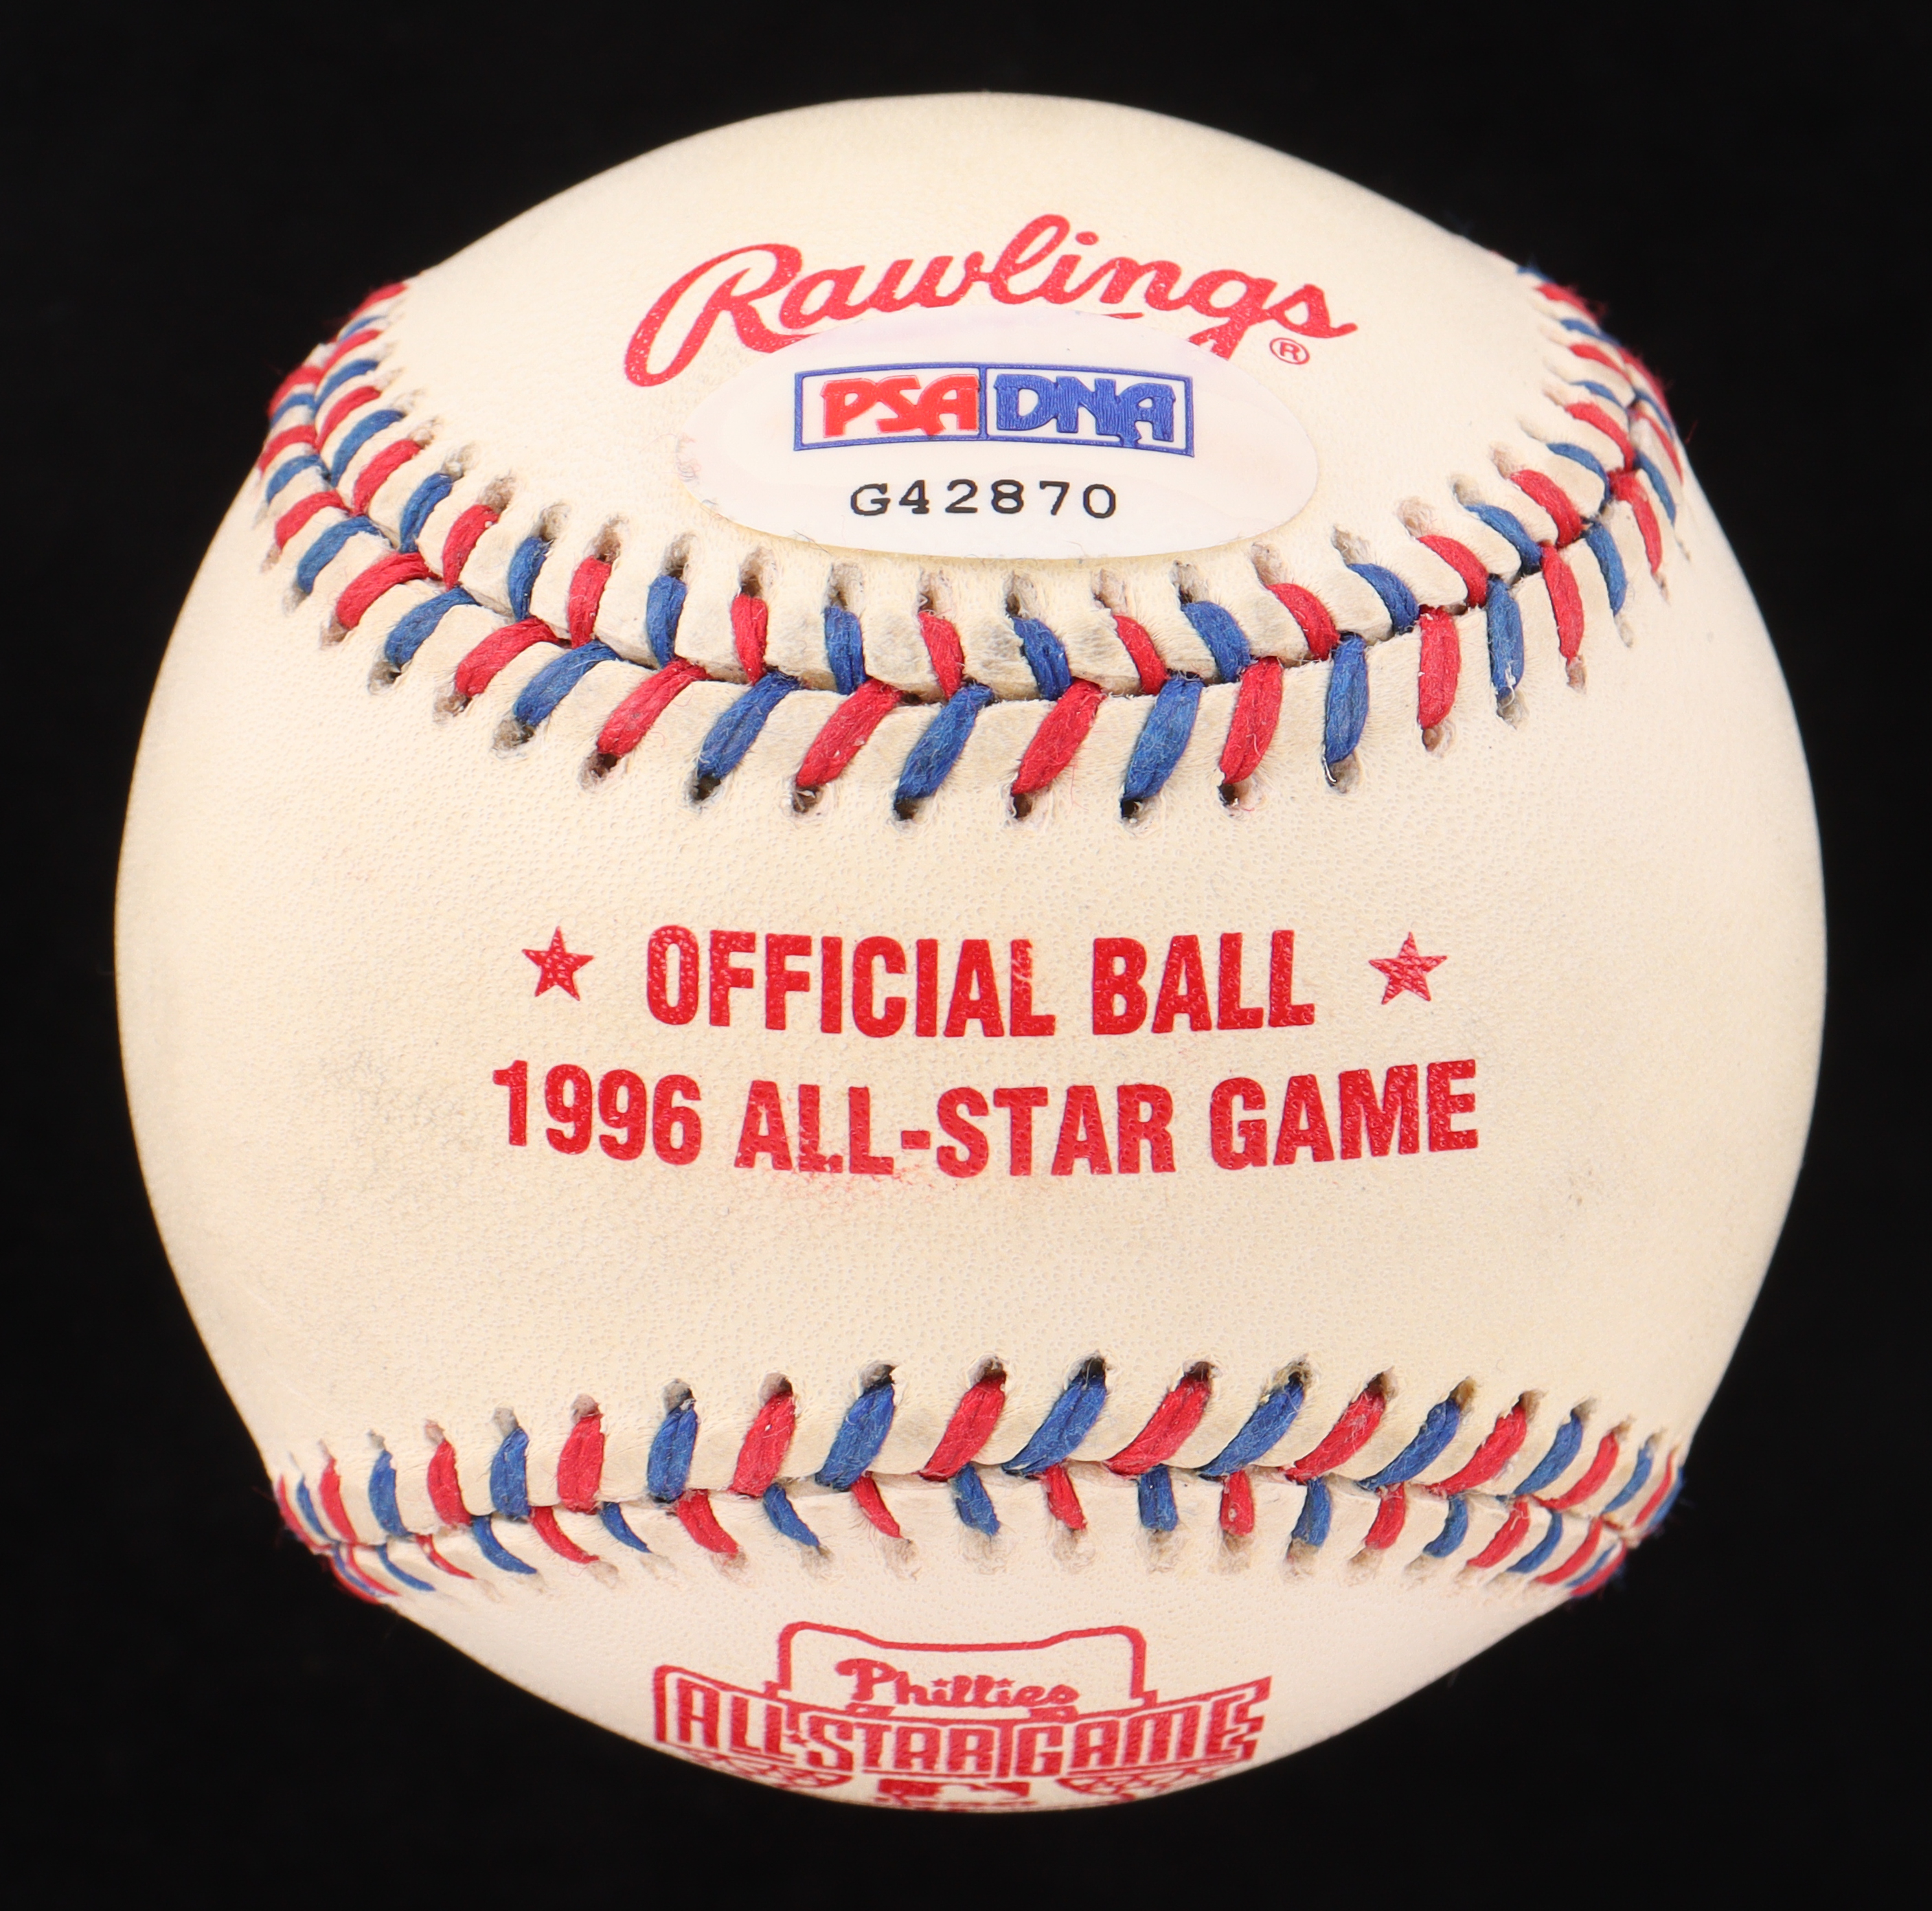 Rawlings
®
PSA DNA
G42870
★ OFFICIAL BALL ★
1996 ALL-STAR GAME
Phillies
ALL★STAR GAME